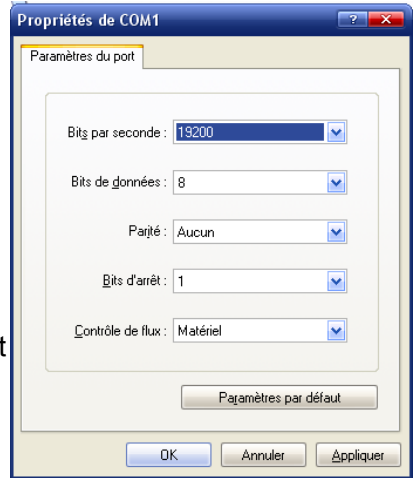 Propriétés de COM1
Paramètres du port
Bits par seconde : 19200
Bits de données : 8
Parité : Aucun
Bits d'arrêt : 1
Contrôle de flux : Matériel
t
Paramètres par défaut
OK Annuler Appliquer